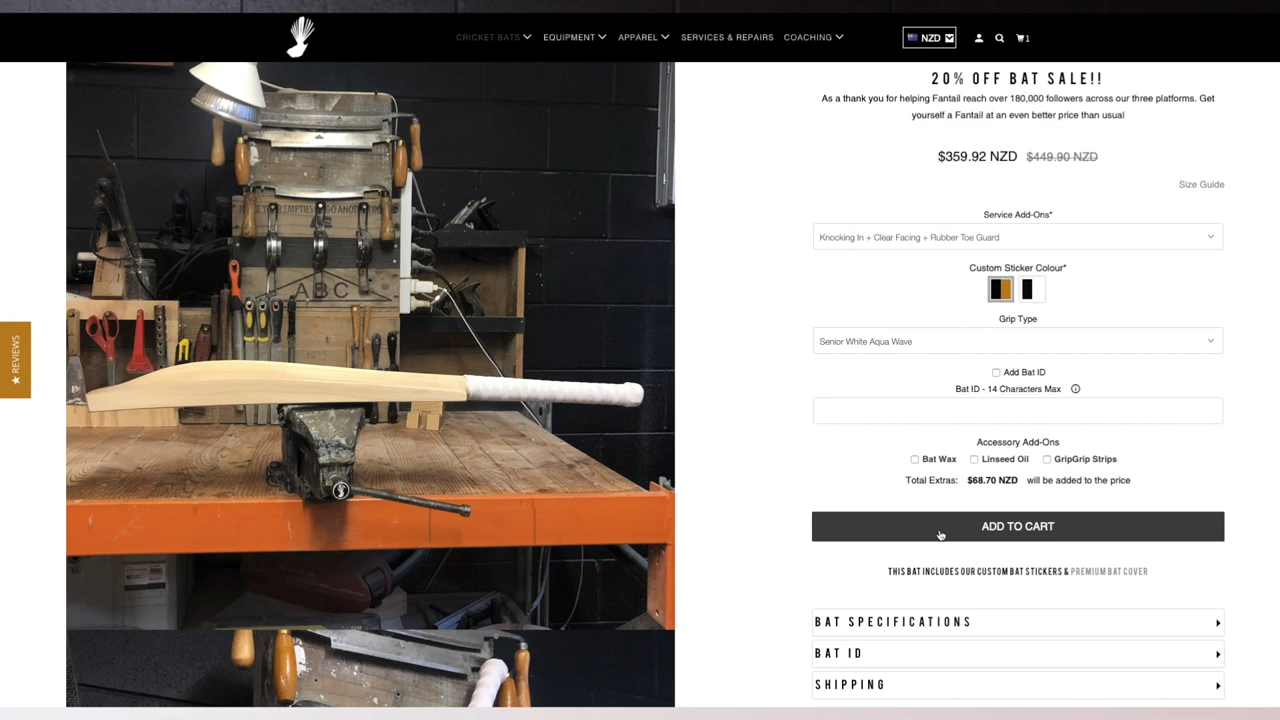 CRICKET BATS
EQUIPMENT
APPAREL
SERVICES & REPAIRS
COACHING
NZD
1
20% OFF BAT SALE!!
As a thank you for helping Fantail reach over 180,000 followers across our three platforms. Get
yourself a Fantail at an even better price than usual
$359.92 NZD $449.90 NZD
Size Guide
Service Add-Ons*
Knocking In + Clear Facing + Rubber Toe Guard
Custom Sticker Colour*
Grip Type
Senior White Aqua Wave
Add Bat ID
Bat ID - 14 Characters Max
Accessory Add-Ons
Bat Wax Linseed Oil GripGrip Strips
Total Extras: $68.70 NZD will be added to the price
ADD TO CART
THIS BAT INCLUDES OUR CUSTOM BAT STICKERS & PREMIUM BAT COVER
BAT SPECIFICATIONS
BAT ID
SHIPPING
★ REVIEWS
ABC